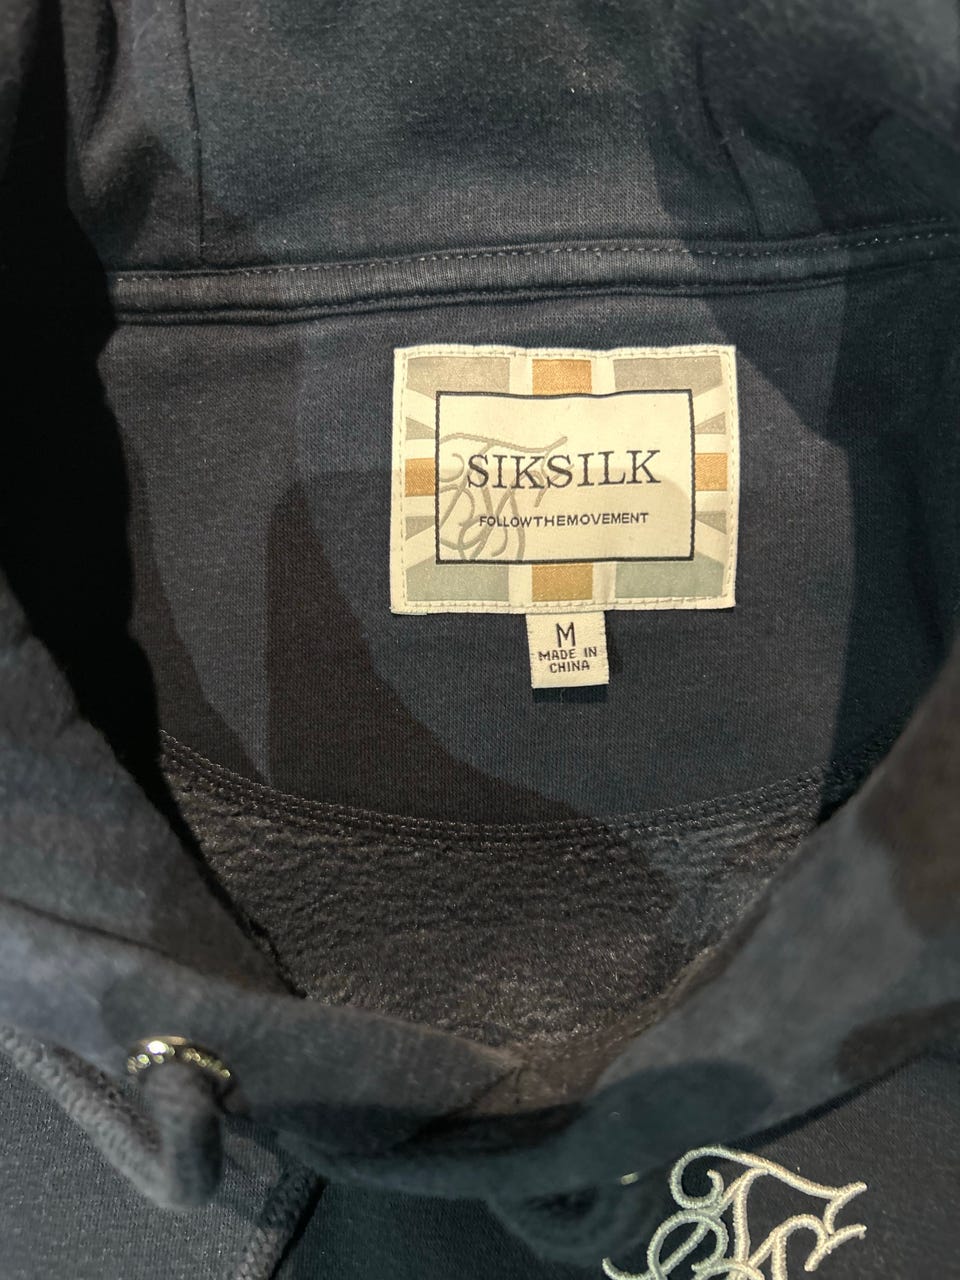 SIKSILK
FOLLOWTHEMOVEMENT
M
MADE IN
CHINA